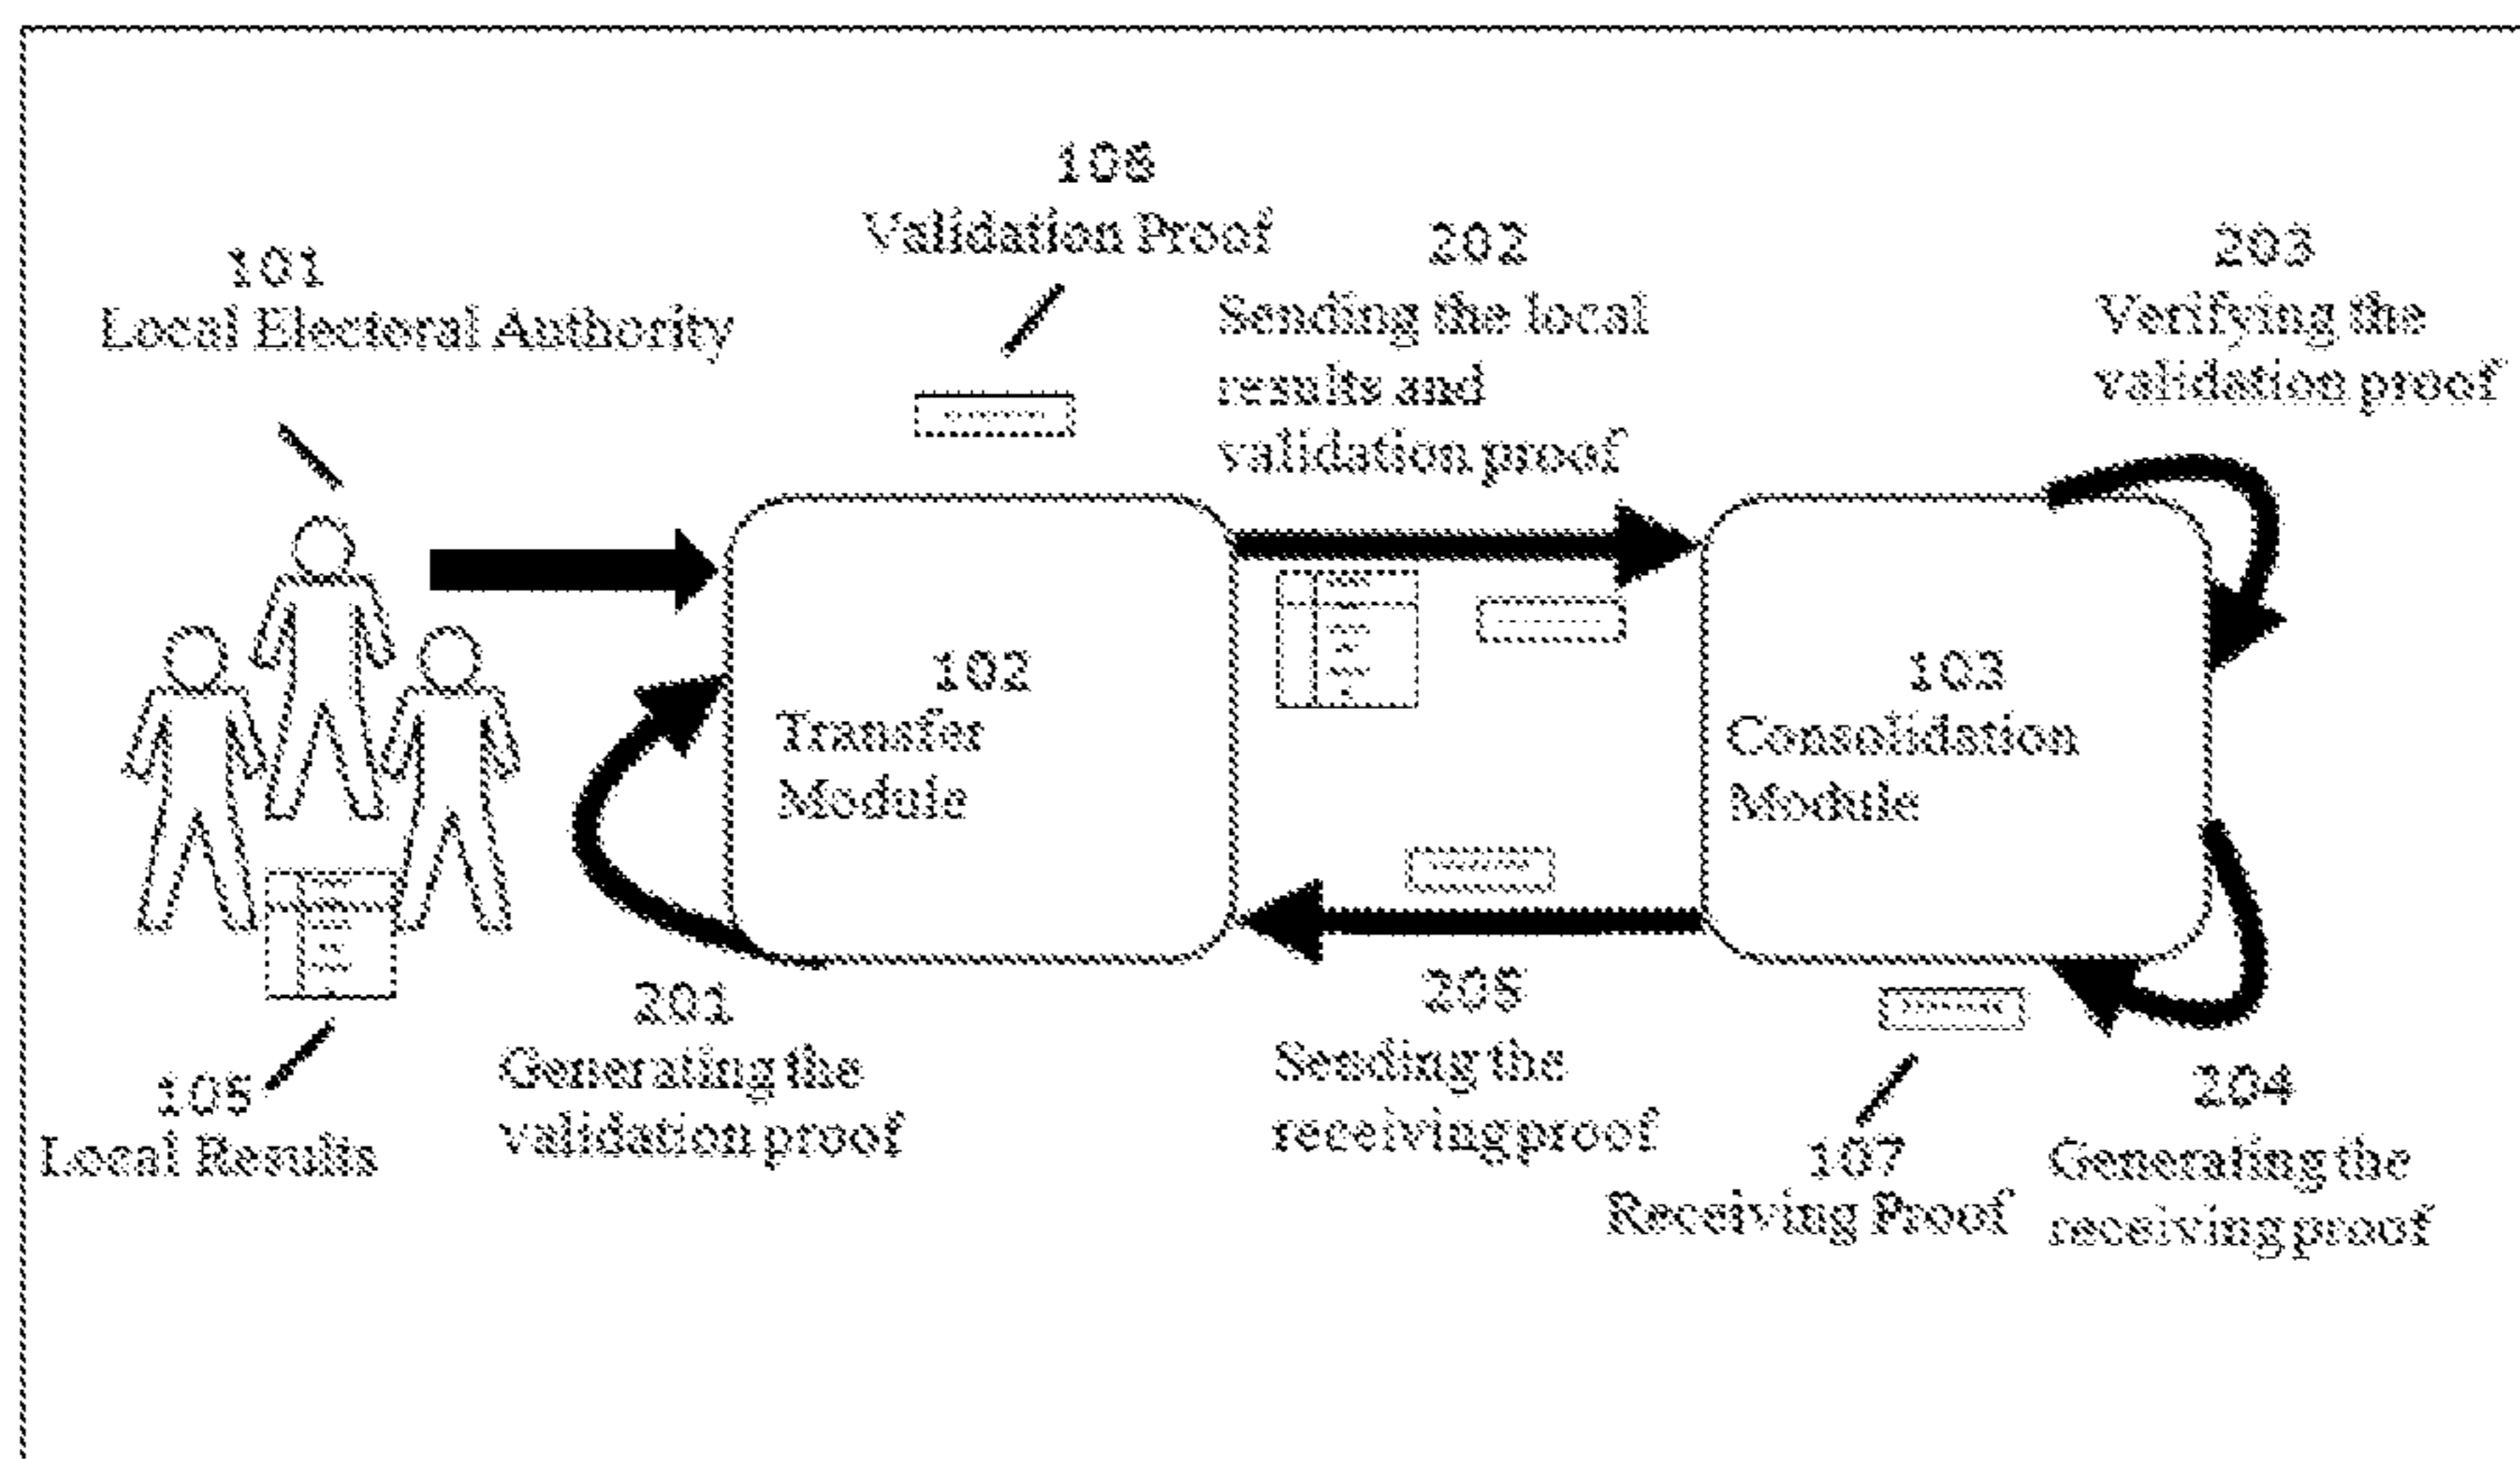 106
Validation Proof
202
Sending the local
results and
validation proof
203
Verifying the
validation proof
101
Local Electoral Authority
102
Transfer
Module
103
Consolidation
Module
201
Generating the
validation proof
205
Sending the
receiving proof
105
Local Results
107
Receiving Proof
204
Generating the
receiving proof